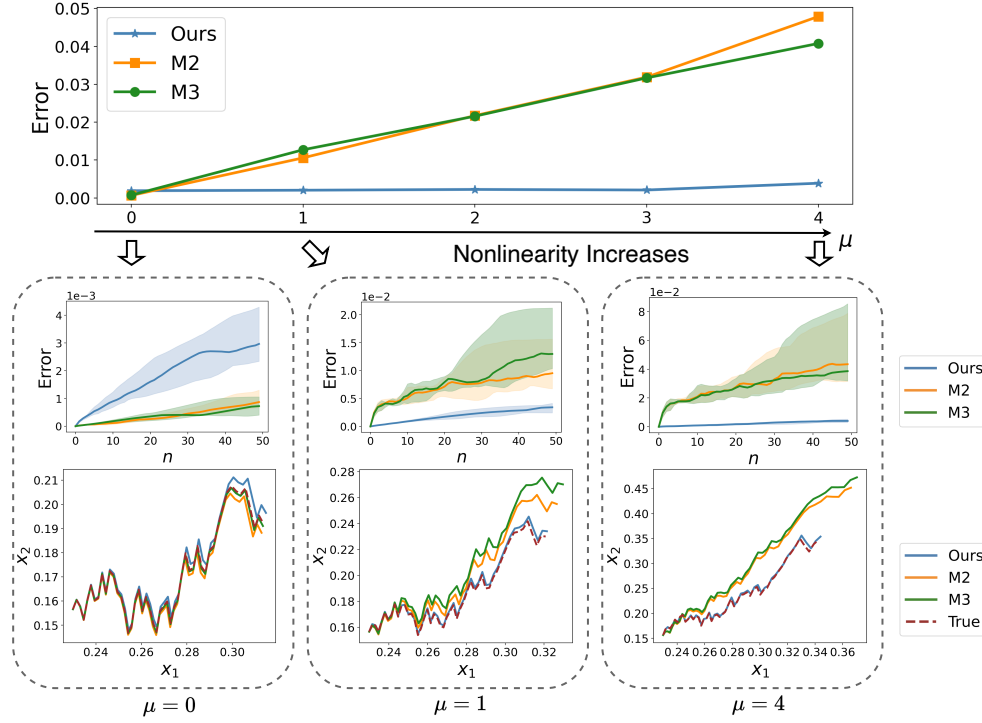 0.05
0.04
0.03
0.02
0.01
0.00
Error
Ours
M2
M3
0 1 2 3 4
μ
Nonlinearity Increases
1e−3
4
3
2
1
0
Error
0 10 20 30 40 50
n
1e−2
2.0
1.5
1.0
0.5
0.0
Error
0 10 20 30 40 50
n
1e−2
8
6
4
2
0
Error
0 10 20 30 40 50
n
Ours
M2
M3
0.21
0.20
0.19
0.18
0.17
0.16
0.15
x₂
0.24 0.26 0.28 0.30
x₁
0.28
0.26
0.24
0.22
0.20
0.18
0.16
x₂
0.24 0.26 0.28 0.30 0.32
x₁
0.45
0.40
0.35
0.30
0.25
0.20
0.15
x₂
0.24 0.26 0.28 0.30 0.32 0.34 0.36
x₁
Ours
M2
M3
True
μ = 0
μ = 1
μ = 4